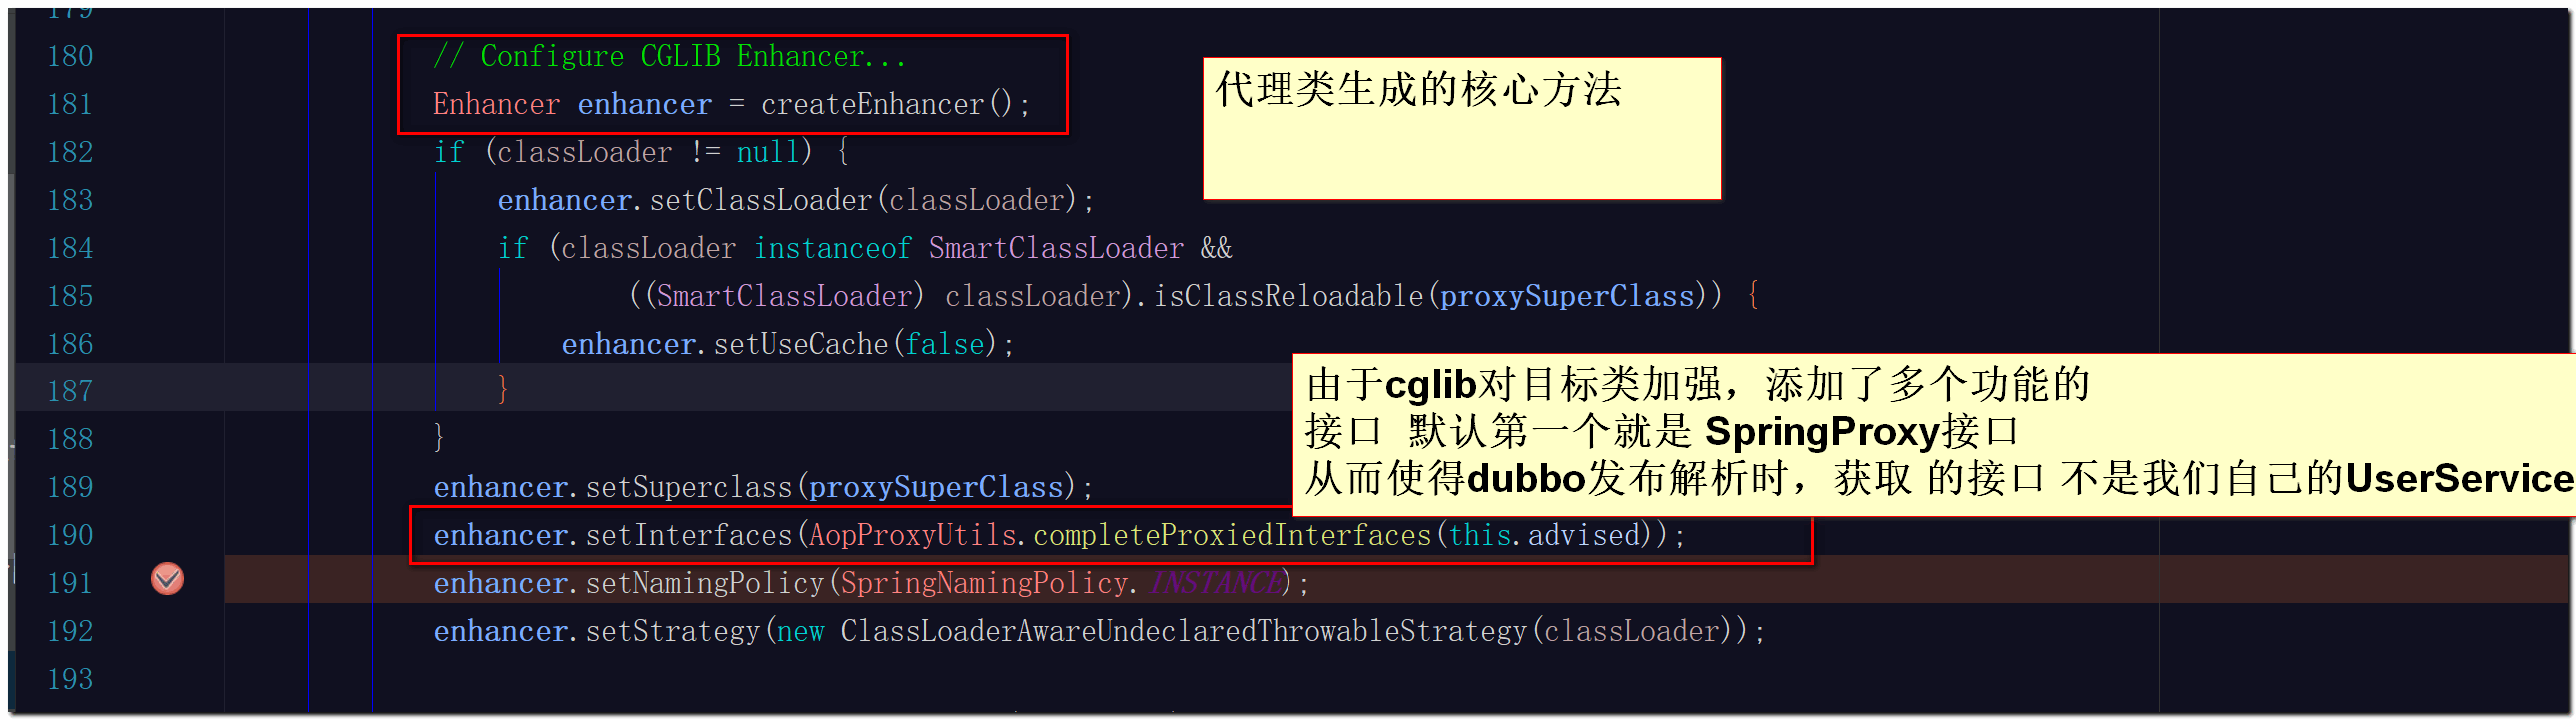 179
180 // Configure CGLIB Enhancer...
181 Enhancer enhancer = createEnhancer();
代理类生成的核心方法
182 if (classLoader != null) {
183 enhancer.setClassLoader(classLoader);
184 if (classLoader instanceof SmartClassLoader &&
185 ((SmartClassLoader) classLoader).isClassReloadable(proxySuperClass)) {
186 enhancer.setUseCache(false);
187 }
由于cglib对目标类加强，添加了多个功能的
接口 默认第一个就是 SpringProxy接口
从而使得dubbo发布解析时，获取 的接口 不是我们自己的UserService
188 }
189 enhancer.setSuperclass(proxySuperClass);
190 enhancer.setInterfaces(AopProxyUtils.completeProxiedInterfaces(this.advised));
191 enhancer.setNamingPolicy(SpringNamingPolicy.INSTANCE);
192 enhancer.setStrategy(new ClassLoaderAwareUndeclaredThrowableStrategy(classLoader));
193